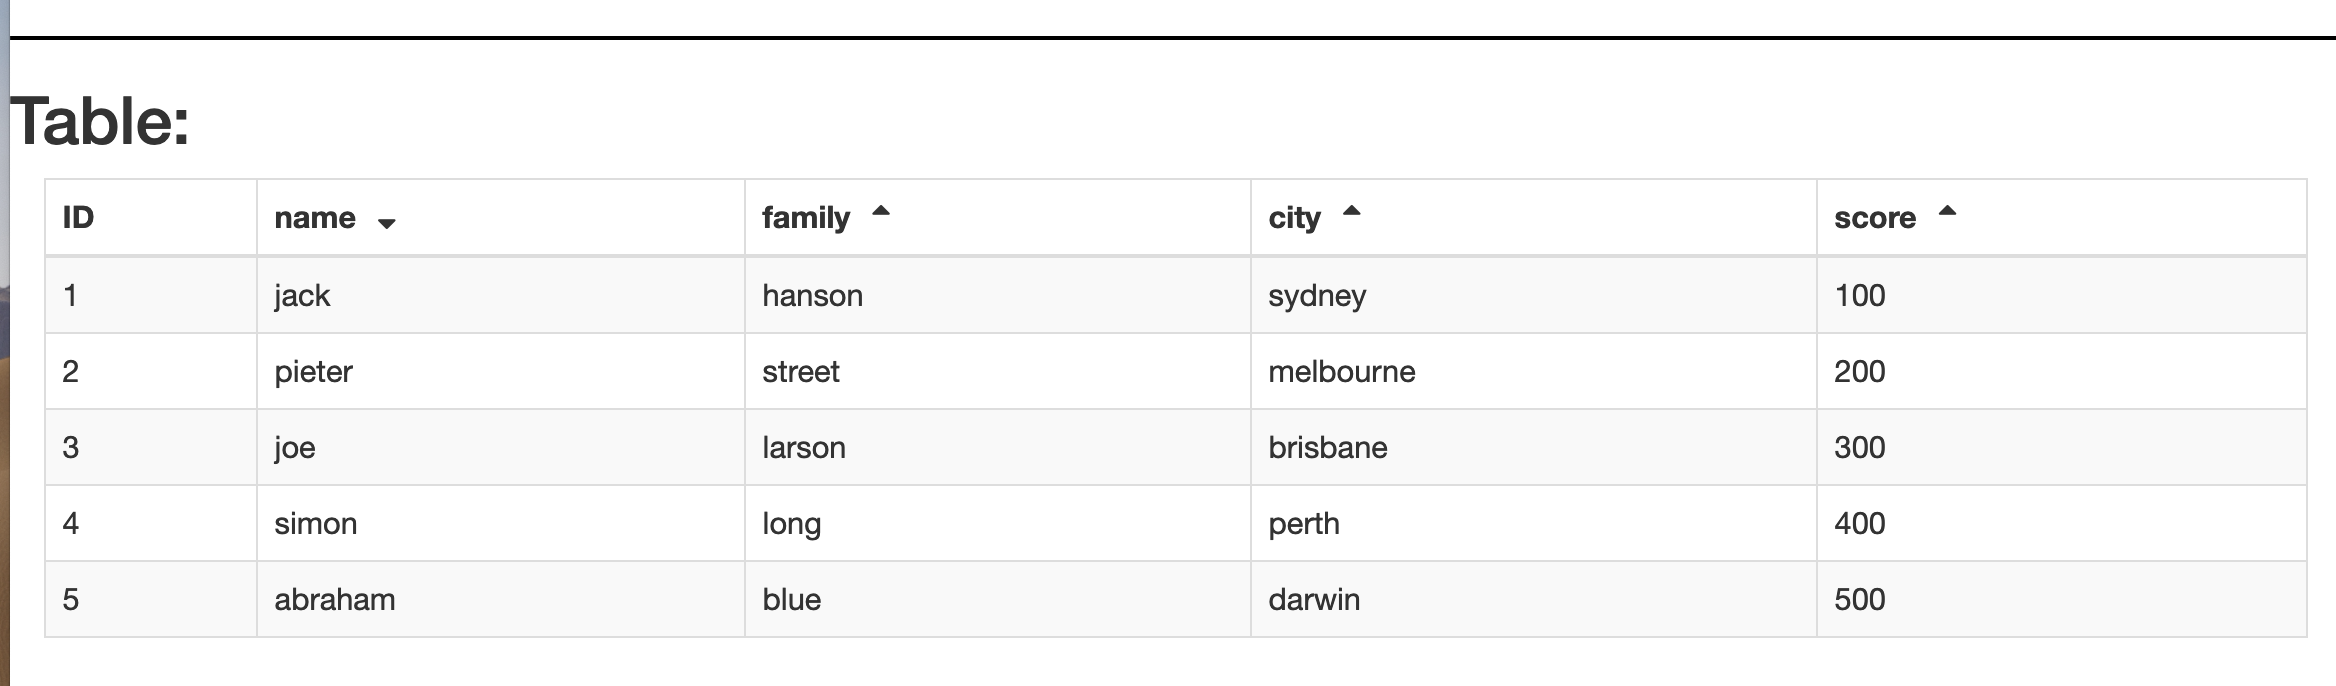 Table:
ID name family city score
1 jack hanson sydney 100
2 pieter street melbourne 200
3 joe larson brisbane 300
4 simon long perth 400
5 abraham blue darwin 500